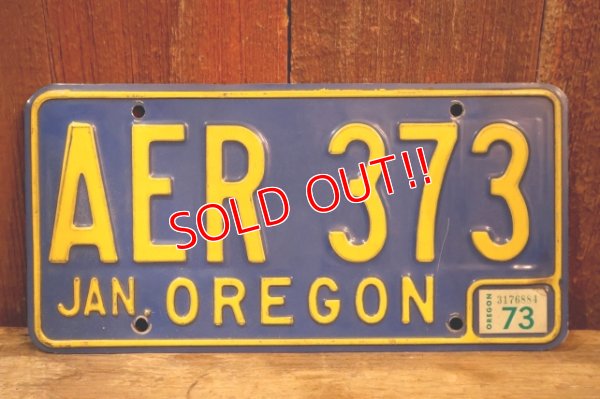 AER 373
SOLD OUT!!
JAN. OREGON
OREGON
3176884
73